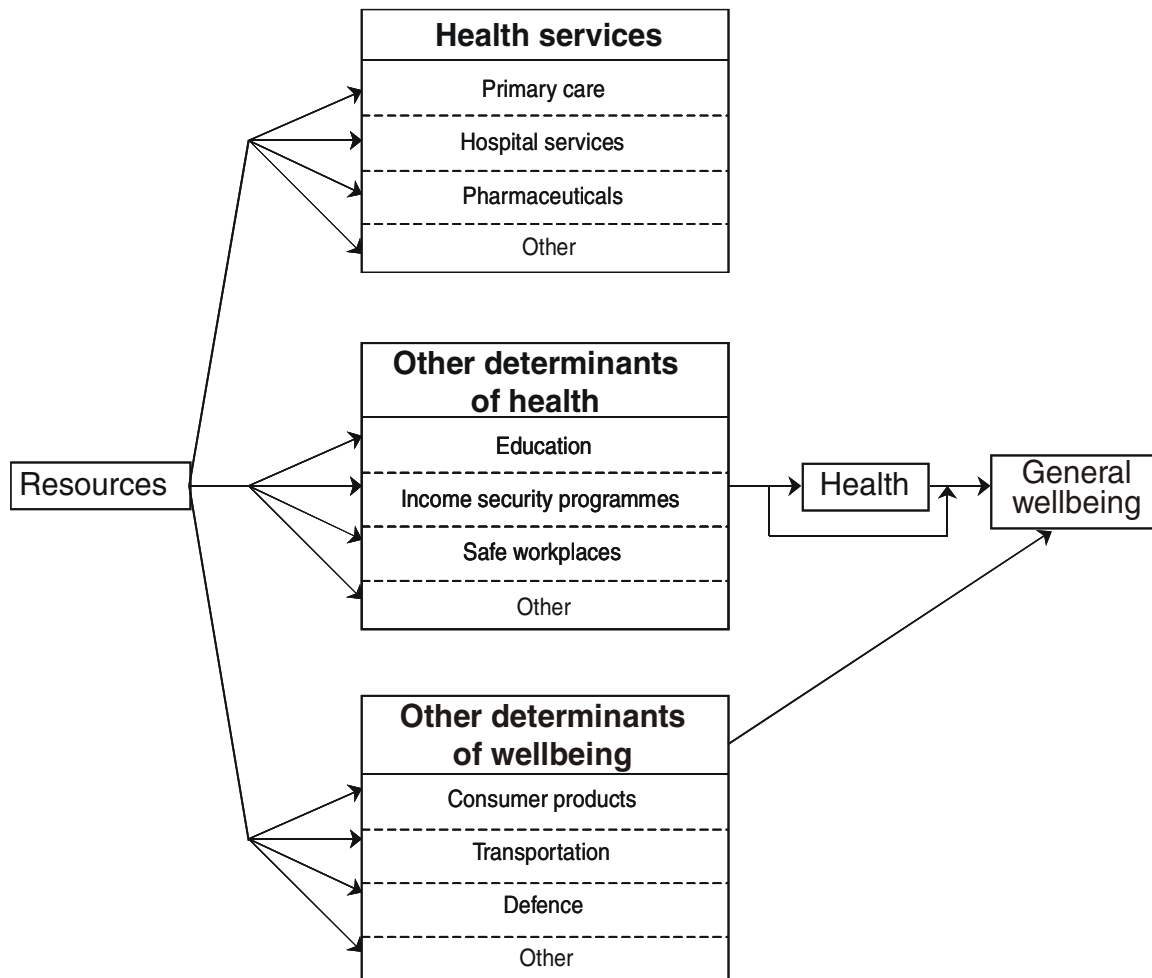 Health services
Primary care
Hospital services
Pharmaceuticals
Other
Other determinants
of health
Education
Income security programmes
Safe workplaces
Other
Resources
Health
General
wellbeing
Other determinants
of wellbeing
Consumer products
Transportation
Defence
Other